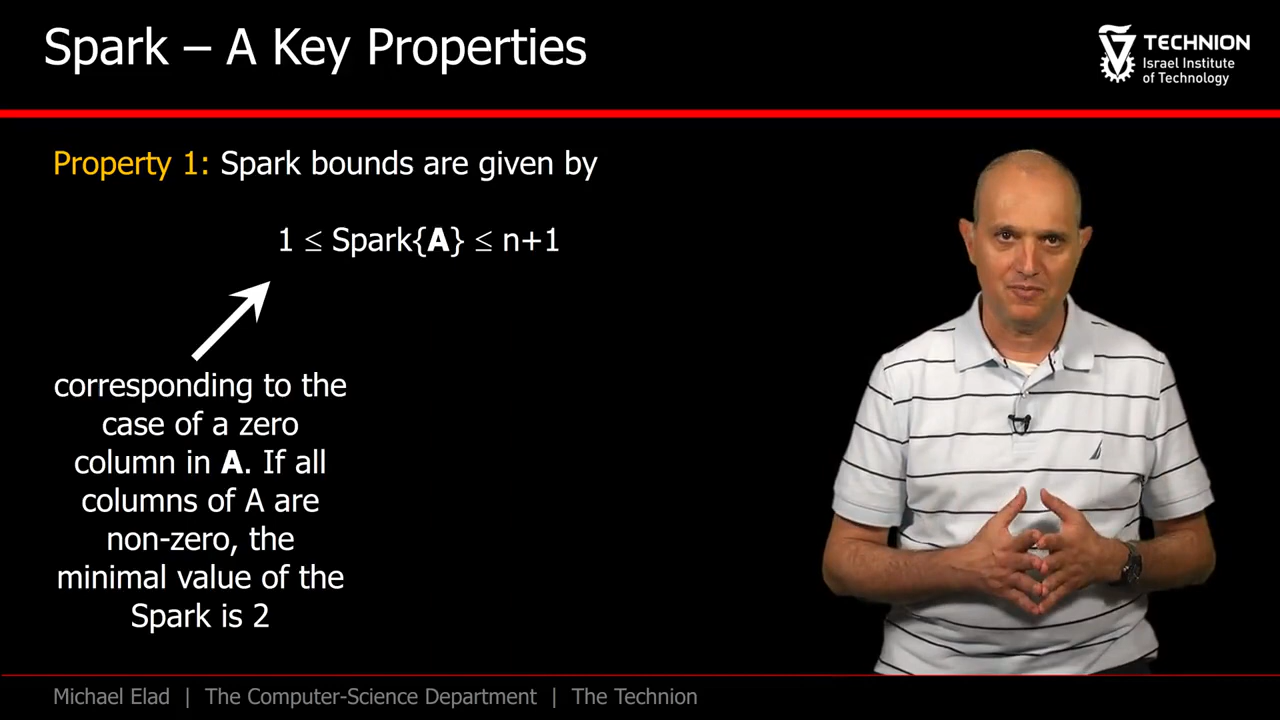 Spark – A Key Properties
TECHNION
Israel Institute
of Technology
Property 1: Spark bounds are given by
1 ≤ Spark{A} ≤ n+1
corresponding to the
case of a zero
column in A. If all
columns of A are
non-zero, the
minimal value of the
Spark is 2
Michael Elad | The Computer-Science Department | The Technion